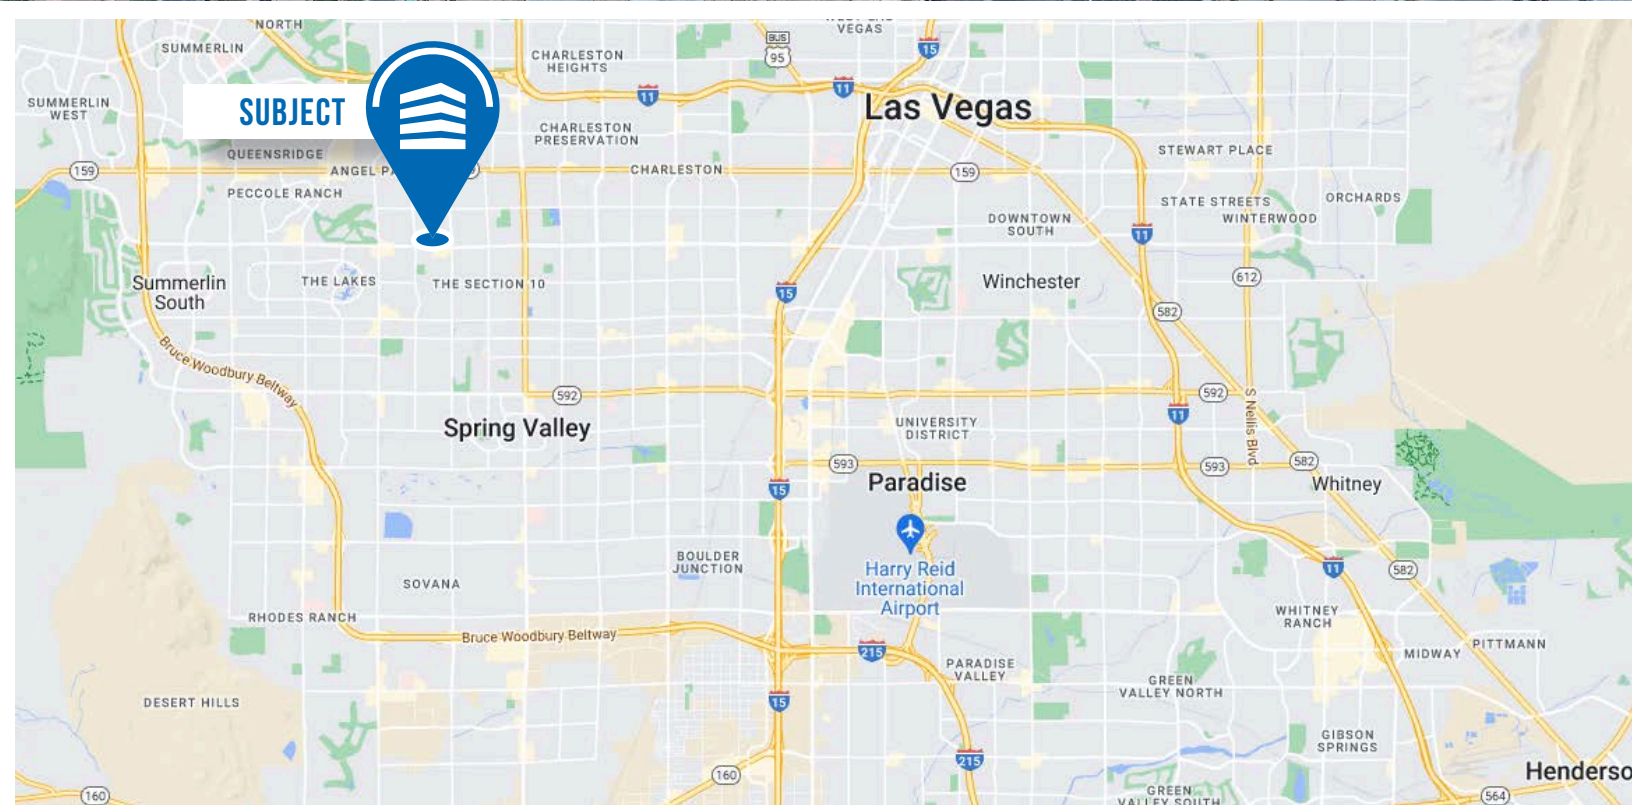 NORTH
SUMMERLIN
VEGAS
15
BUS
95
CHARLESTON
HEIGHTS
11
11
SUMMERLIN
WEST
SUBJECT
Las Vegas
CHARLESTON
PRESERVATION
QUEENSRIDGE
STEWART PLACE
159
ANGEL PA
CHARLESTON
159
PECCOLE RANCH
STATE STREETS
ORCHARDS
DOWNTOWN
SOUTH
WINTERWOOD
11
Summerlin
South
THE LAKES
THE SECTION 10
15
Winchester
612
582
Bruce Woodbury Beltway
592
592
S Nellis Blvd
11
Spring Valley
UNIVERSITY
DISTRICT
593
593
582
15
Paradise
Whitney
Harry Reid
International
Airport
BOULDER
JUNCTION
11
582
SOVANA
RHODES RANCH
WHITNEY
RANCH
Bruce Woodbury Beltway
215
PARADISE
VALLEY
MIDWAY
PITTMANN
GREEN
VALLEY NORTH
DESERT HILLS
15
GIBSON
SPRINGS
215
160
Henderso
160
GREEN
VALLEY SOUTH
564